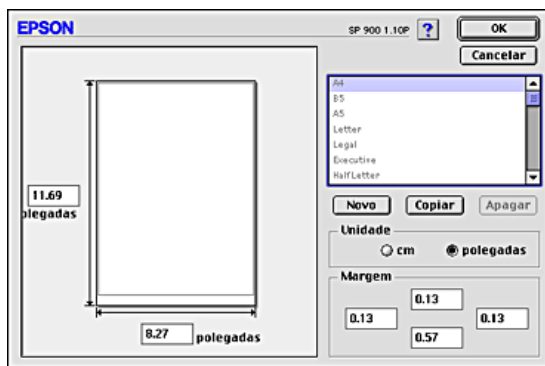 EPSON
SP 900 1.10P
?
OK
Cancelar
A4
B5
A5
Letter
Legal
Executive
HalfLetter
11.69
olegadas
8.27
polegadas
Novo
Copiar
Apagar
Unidade
cm
polegadas
Margem
0.13
0.13
0.13
0.57